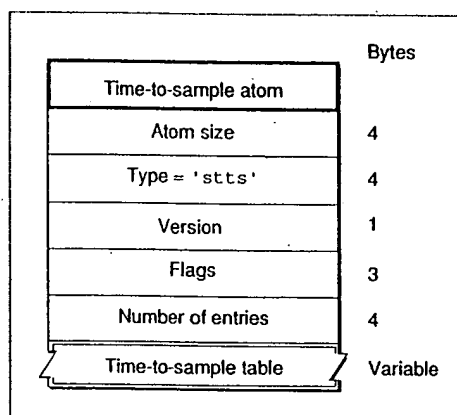 Bytes
Time-to-sample atom
Atom size 4
Type = 'stts' 4
Version 1
Flags 3
Number of entries 4
Time-to-sample table Variable